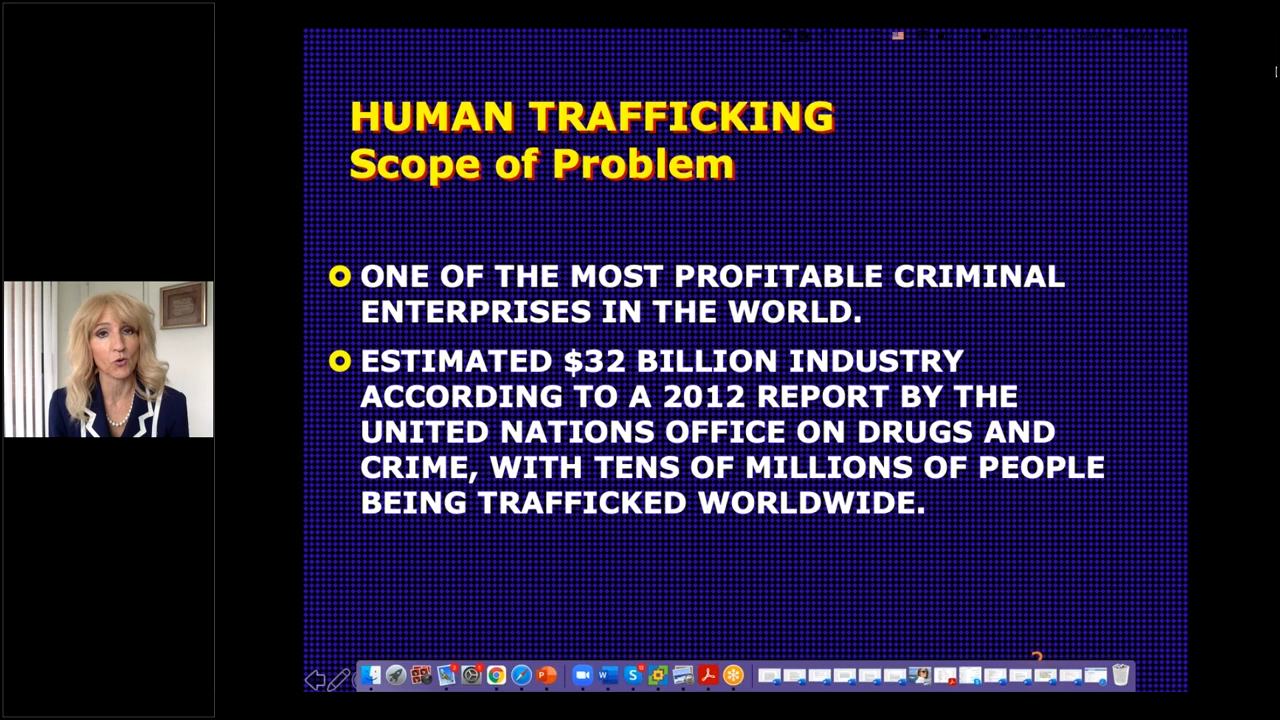 HUMAN TRAFFICKING
Scope of Problem
ONE OF THE MOST PROFITABLE CRIMINAL
ENTERPRISES IN THE WORLD.
ESTIMATED $32 BILLION INDUSTRY
ACCORDING TO A 2012 REPORT BY THE
UNITED NATIONS OFFICE ON DRUGS AND
CRIME, WITH TENS OF MILLIONS OF PEOPLE
BEING TRAFFICKED WORLDWIDE.